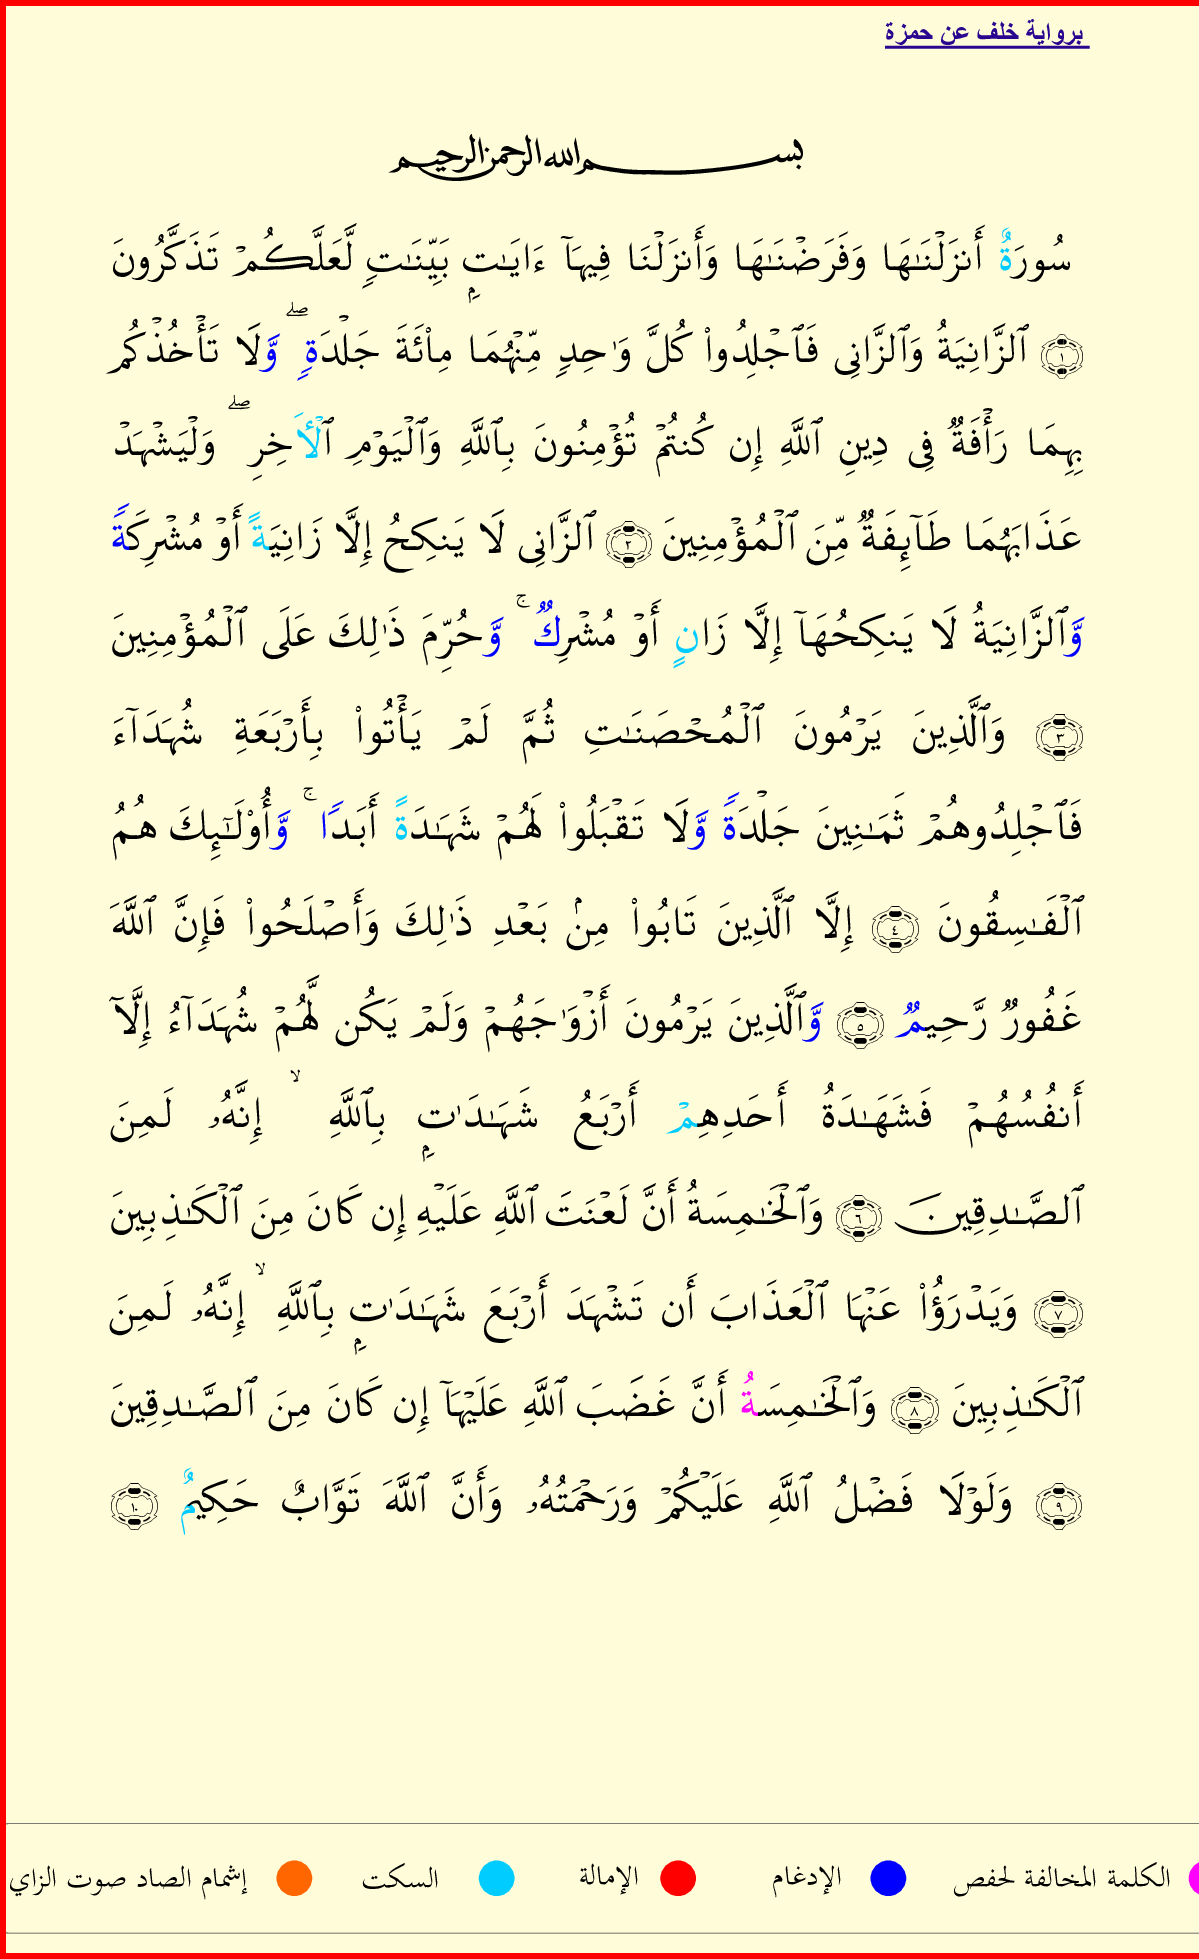 برواية خلف عن حمزة
بسم الله الرحمن الرحيم
سُورَةٌ أَنزَلْنَـٰهَا وَفَرَضْنَـٰهَا وَأَنزَلْنَا فِيهَآ ءَايَـٰتٍۭ بَيِّنَـٰتٍ لَّعَلَّكُمْ تَذَكَّرُونَ
١ ٱلزَّانِيَةُ وَٱلزَّانِى فَٱجْلِدُوا۟ كُلَّ وَٰحِدٍ مِّنْهُمَا مِا۟ئَةَ جَلْدَةٍ ۖ وَّلَا تَأْخُذْكُم
بِهِمَا رَأْفَةٌ فِى دِينِ ٱللَّهِ إِن كُنتُمْ تُؤْمِنُونَ بِٱللَّهِ وَٱلْيَوْمِ ٱلْأَخِرِ ۖ وَلْيَشْهَدْ
عَذَابَهُمَا طَآئِفَةٌ مِّنَ ٱلْمُؤْمِنِينَ ٢ ٱلزَّانِى لَا يَنكِحُ إِلَّا زَانِيَةً أَوْ مُشْرِكَةً
وَّٱلزَّانِيَةُ لَا يَنكِحُهَآ إِلَّا زَانٍ أَوْ مُشْرِكٌ ۚ وَّحُرِّمَ ذَٰلِكَ عَلَى ٱلْمُؤْمِنِينَ
٣ وَٱلَّذِينَ يَرْمُونَ ٱلْمُحْصَنَـٰتِ ثُمَّ لَمْ يَأْتُوا۟ بِأَرْبَعَةِ شُهَدَآءَ
فَٱجْلِدُوهُمْ ثَمَـٰنِينَ جَلْدَةً وَّلَا تَقْبَلُوا۟ لَهُمْ شَهَـٰدَةً أَبَدًا ۚ وَّأُو۟لَـٰٓئِكَ هُمُ
ٱلْفَـٰسِقُونَ ٤ إِلَّا ٱلَّذِينَ تَابُوا۟ مِنۢ بَعْدِ ذَٰلِكَ وَأَصْلَحُوا۟ فَإِنَّ ٱللَّهَ
غَفُورٌ رَّحِيمٌ ٥ وَّٱلَّذِينَ يَرْمُونَ أَزْوَٰجَهُمْ وَلَمْ يَكُن لَّهُمْ شُهَدَآءُ إِلَّآ
أَنفُسُهُمْ فَشَهَـٰدَةُ أَحَدِهِمْ أَرْبَعُ شَهَـٰدَٰتٍۭ بِٱللَّهِ ۙ إِنَّهُۥ لَمِنَ
ٱلصَّـٰدِقِينَ ٦ وَٱلْخَـٰمِسَةُ أَنَّ لَعْنَتَ ٱللَّهِ عَلَيْهِ إِن كَانَ مِنَ ٱلْكَـٰذِبِينَ
٧ وَيَدْرَؤُا۟ عَنْهَا ٱلْعَذَابَ أَن تَشْهَدَ أَرْبَعَ شَهَـٰدَٰتٍۭ بِٱللَّهِ ۙ إِنَّهُۥ لَمِنَ
ٱلْكَـٰذِبِينَ ٨ وَٱلْخَـٰمِسَةُ أَنَّ غَضَبَ ٱللَّهِ عَلَيْهَآ إِن كَانَ مِنَ ٱلصَّـٰدِقِينَ
٩ وَلَوْلَا فَضْلُ ٱللَّهِ عَلَيْكُمْ وَرَحْمَتُهُۥ وَأَنَّ ٱللَّهَ تَوَّابٌ حَكِيمٌ ١٠
الكلمة المخالفة لحفص الإدغام الإمالة السكت إشمام الصاد صوت الزاي